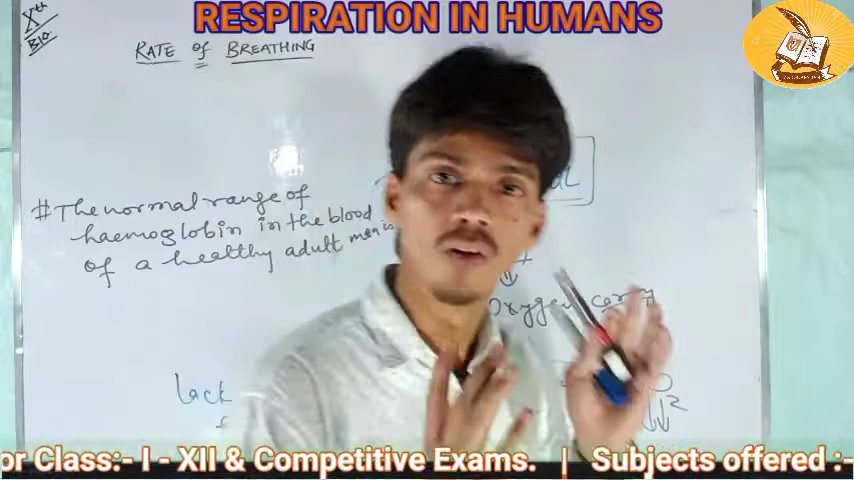 RESPIRATION IN HUMANS
Xth
BIO
RATE of BREATHING
# The normal range of
haemoglobin in the blood
of a healthy adult men is
Oxygen carry
lack
or Class:- I - XII & Competitive Exams. | Subjects offered :-